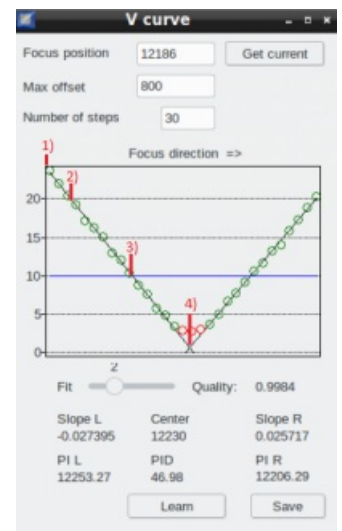 V curve
Focus position 12186 Get current
Max offset 800
Number of steps 30
1) Focus direction =>
2)
20
15
3)
10
4)
5
0
2
Fit Quality: 0.9984
Slope L Center Slope R
-0.027395 12230 0.025717
PI L PID PI R
12253.27 46.98 12206.29
Learn Save